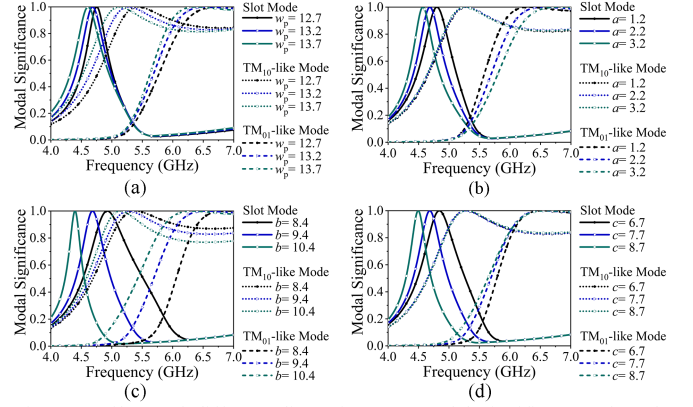 1.0
0.8
0.6
0.4
0.2
0.0
Modal Significance
4.0 4.5 5.0 5.5 6.0 6.5 7.0
Frequency (GHz)
(a)
Slot Mode
wp= 12.7
wp= 13.2
wp= 13.7
TM10-like Mode
wp= 12.7
wp= 13.2
wp= 13.7
TM01-like Mode
wp= 12.7
wp= 13.2
wp= 13.7
1.0
0.8
0.6
0.4
0.2
0.0
Modal Significance
4.0 4.5 5.0 5.5 6.0 6.5 7.0
Frequency (GHz)
(b)
Slot Mode
a= 1.2
a= 2.2
a= 3.2
TM10-like Mode
a= 1.2
a= 2.2
a= 3.2
TM01-like Mode
a= 1.2
a= 2.2
a= 3.2
1.0
0.8
0.6
0.4
0.2
0.0
Modal Significance
4.0 4.5 5.0 5.5 6.0 6.5 7.0
Frequency (GHz)
(c)
Slot Mode
b= 8.4
b= 9.4
b= 10.4
TM10-like Mode
b= 8.4
b= 9.4
b= 10.4
TM01-like Mode
b= 8.4
b= 9.4
b= 10.4
1.0
0.8
0.6
0.4
0.2
0.0
Modal Significance
4.0 4.5 5.0 5.5 6.0 6.5 7.0
Frequency (GHz)
(d)
Slot Mode
c= 6.7
c= 7.7
c= 8.7
TM10-like Mode
c= 6.7
c= 7.7
c= 8.7
TM01-like Mode
c= 6.7
c= 7.7
c= 8.7